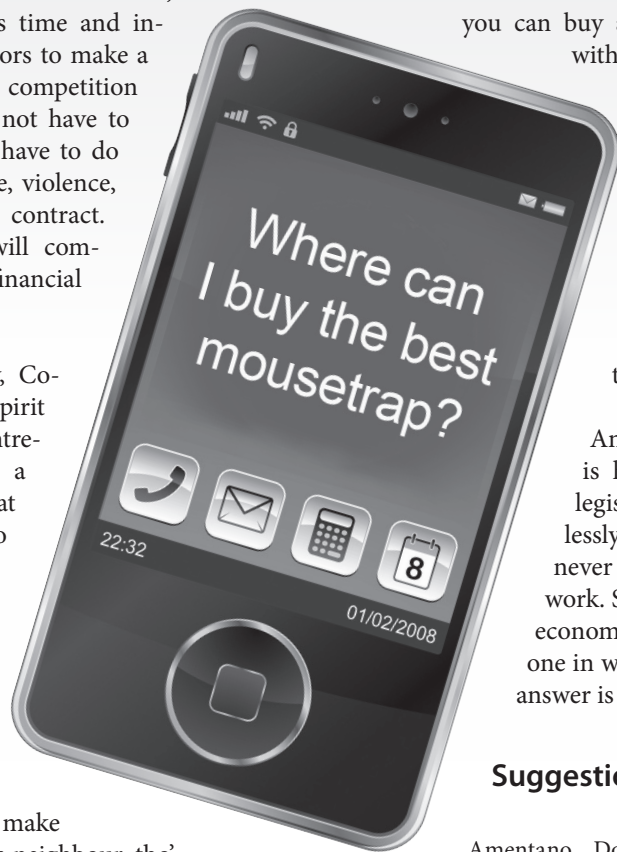 s time and in-
ors to make a
competition
not have to
have to do
e, violence,
contract.
will com-
inancial
, Co-
pirit
ntre-
a
at
o
make
neighbour, the'
Where can
I buy the best
mousetrap?
8
22:32
01/02/2008
you can buy
with
t
An
is
legis
lessly
never
work. S
econom
one in w
answer is
Suggestio
Amentano, Do